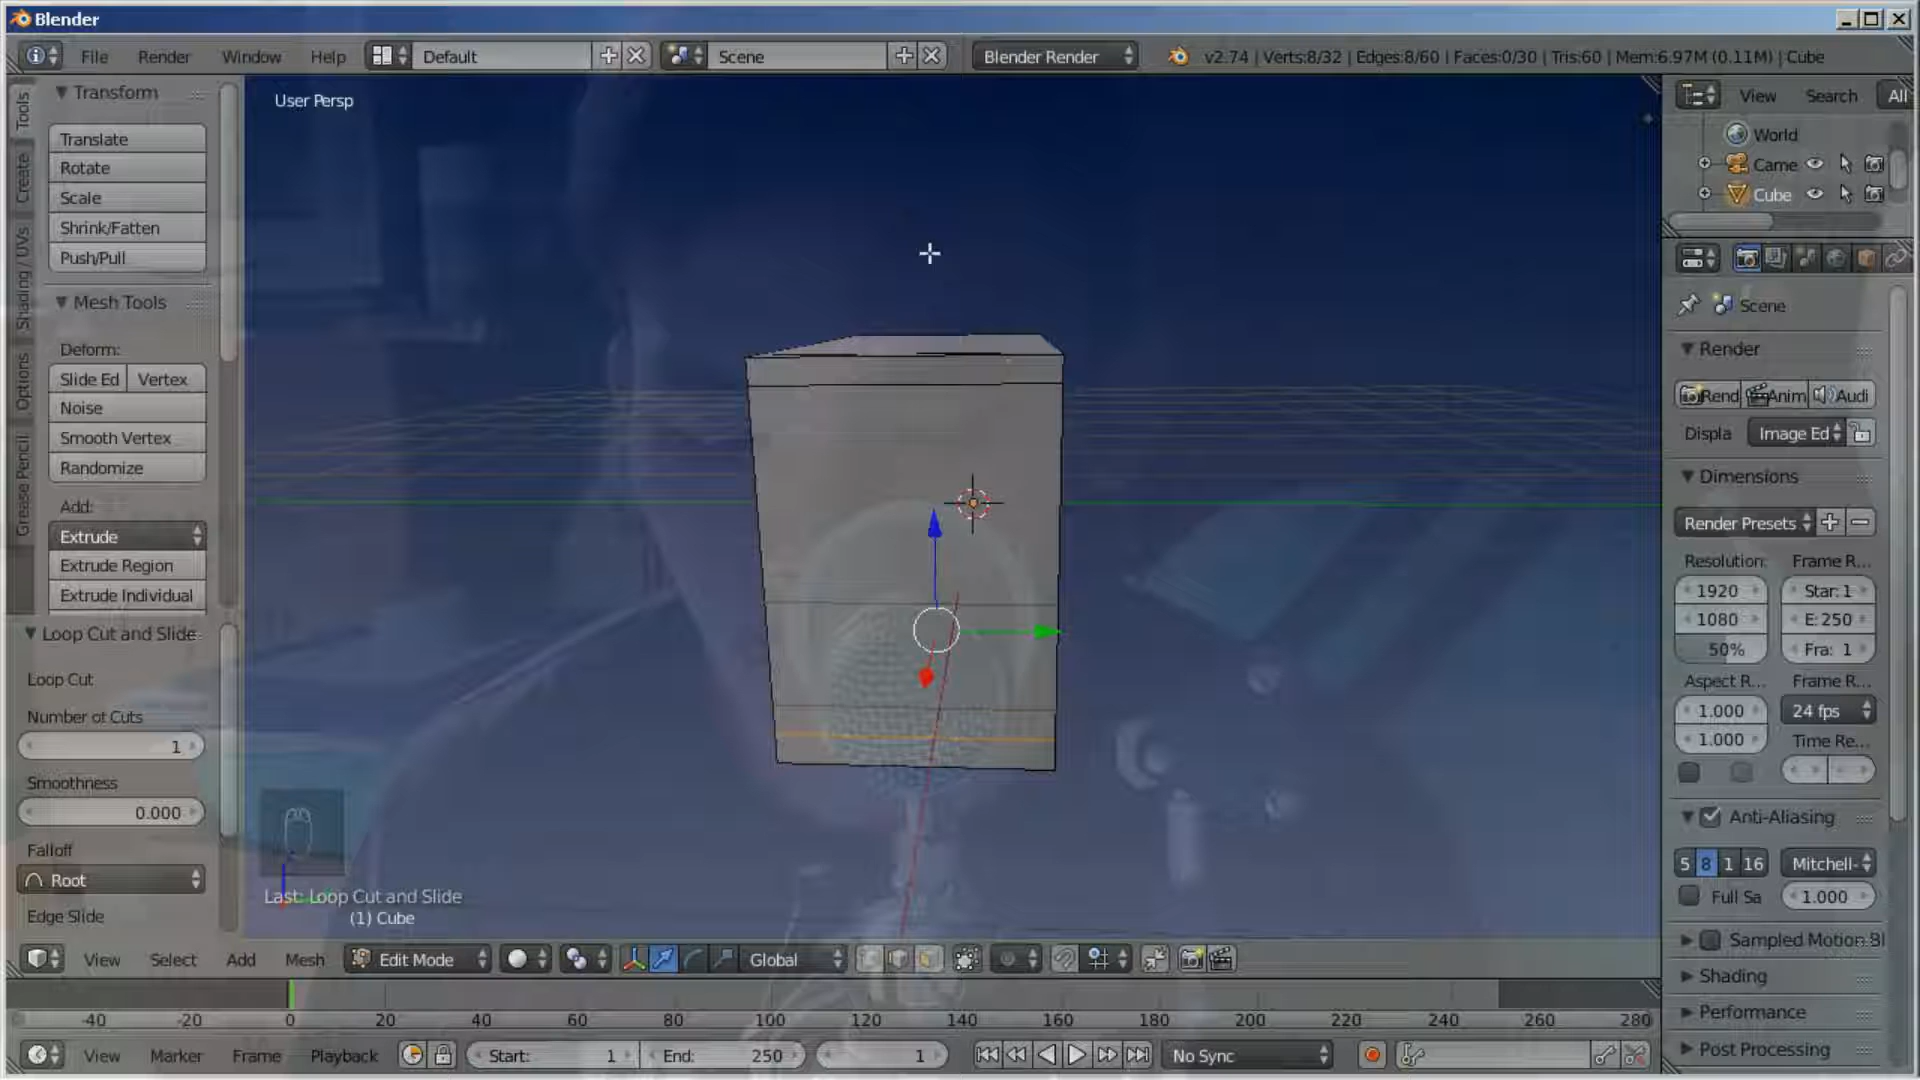 Blender
File Render Window Help Default Scene Blender Render v2.74 | Verts:8/32 | Edges:8/60 | Faces:0/30 | Tris:60 | Mem:6.97M (0.11M) | Cube
Tools
Create
Shading / UVs
Options
Grease Pencil
Transform
Translate
Rotate
Scale
Shrink/Fatten
Push/Pull
Mesh Tools
Deform:
Slide Ed Vertex
Noise
Smooth Vertex
Randomize
Add:
Extrude
Extrude Region
Extrude Individual
Loop Cut and Slide
Loop Cut
Number of Cuts
1
Smoothness
0.000
Falloff
Root
Edge Slide
User Persp
Last: Loop Cut and Slide
(1) Cube
View Search All
World
Came
Cube
Scene
Render
Rend Anim Audi
Displa Image Ed
Dimensions
Render Presets
Resolution: Frame R...
1920 Star: 1
1080 E: 250
50% Fra: 1
Aspect R... Frame R...
1.000 24 fps
1.000 Time Re...
Anti-Aliasing
5 8 1 16 Mitchell-
Full Sa 1.000
Sampled Motion Bl
Shading
Performance
Post Processing
View Select Add Mesh Edit Mode Global
-40 -20 0 20 40 60 80 100 120 140 160 180 200 220 240 260 280
View Marker Frame Playback Start: 1 End: 250 1 No Sync